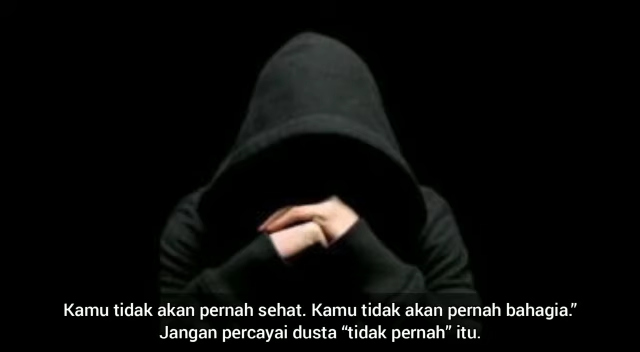 Kamu tidak akan pernah sehat. Kamu tidak akan pernah bahagia.”
Jangan percayai dusta “tidak pernah” itu.